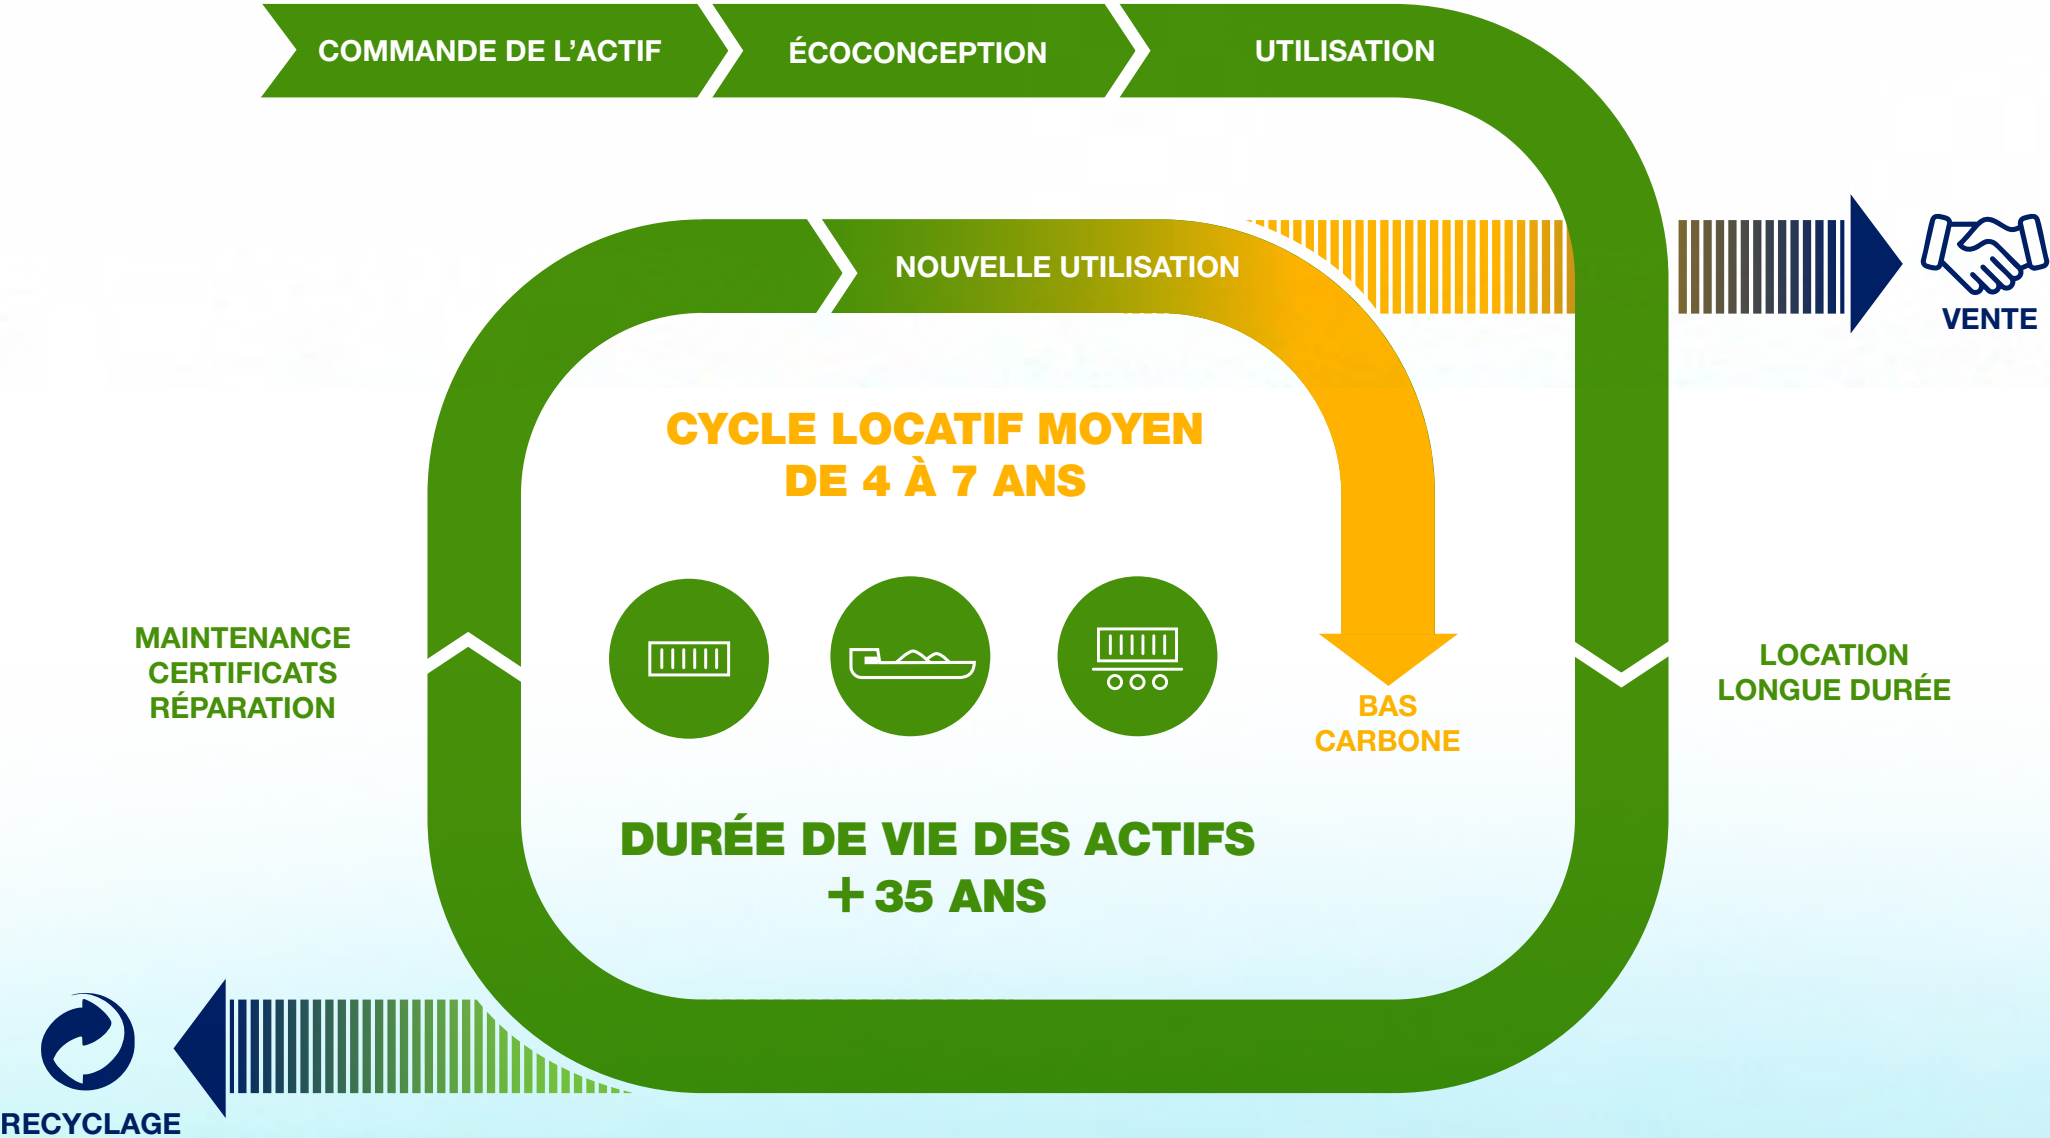 COMMANDE DE L'ACTIF
ÉCOCONCEPTION
UTILISATION
NOUVELLE UTILISATION
VENTE
CYCLE LOCATIF MOYEN
DE 4 À 7 ANS
MAINTENANCE
CERTIFICATS
RÉPARATION
LOCATION
LONGUE DURÉE
BAS
CARBONE
DURÉE DE VIE DES ACTIFS
+ 35 ANS
RECYCLAGE